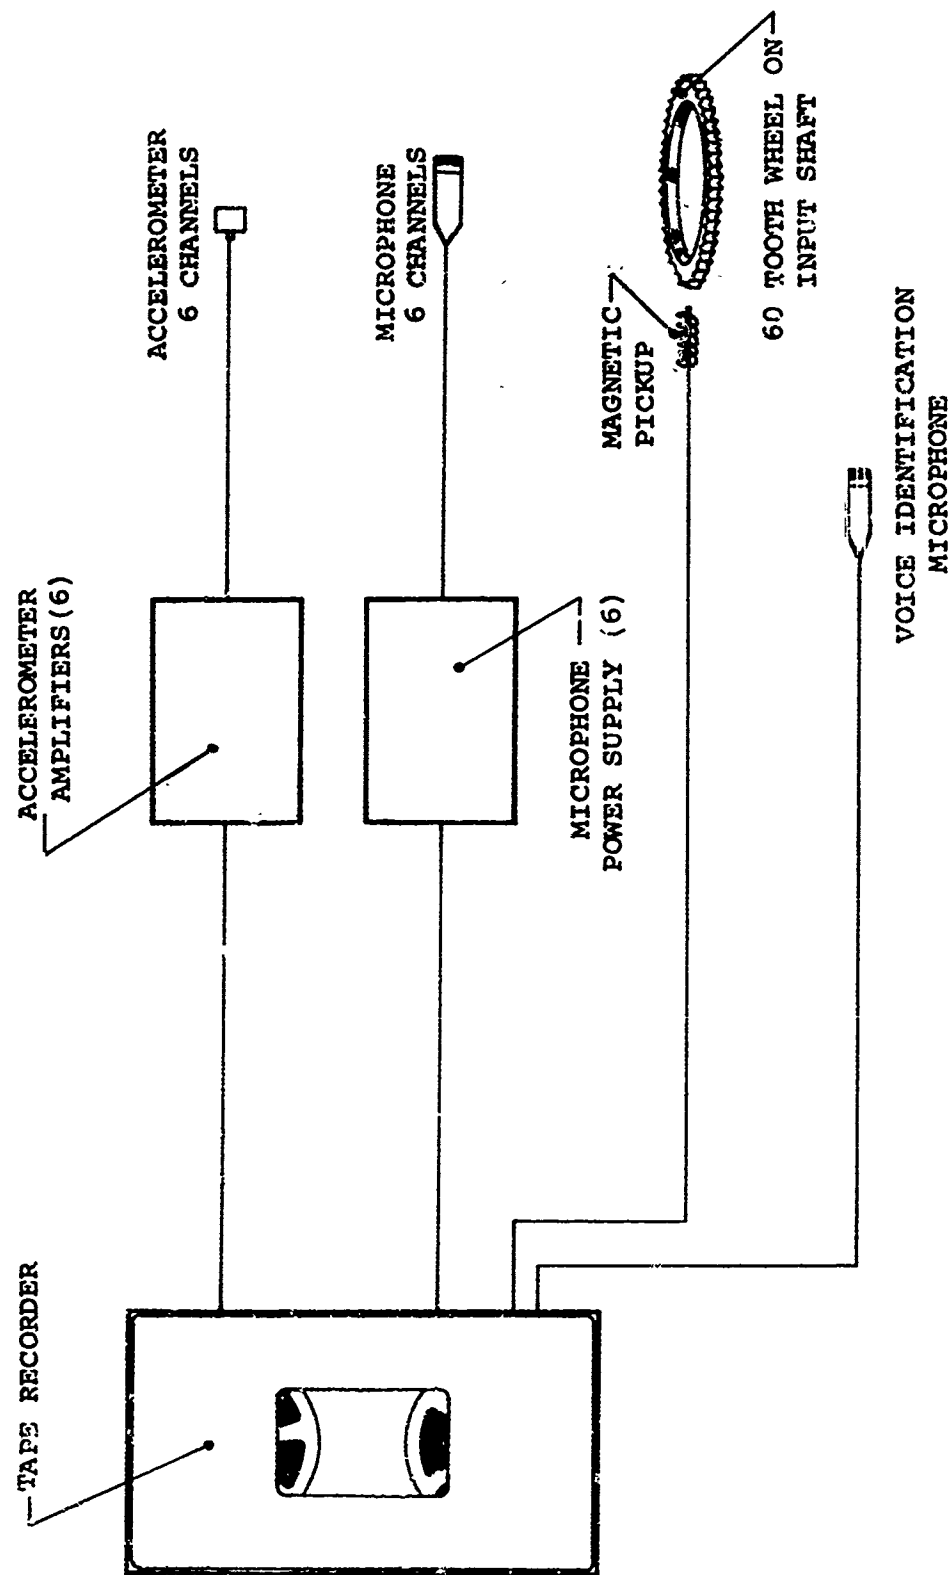 TAPE RECORDER
ACCELEROMETER
AMPLIFIERS(6)
ACCELEROMETER
6 CHANNELS
MICROPHONE
6 CHANNELS
MICROPHONE
POWER SUPPLY (6)
MAGNETIC
PICKUP
60 TOOTH WHEEL ON
INPUT SHAFT
VOICE IDENTIFICATION
MICROPHONE